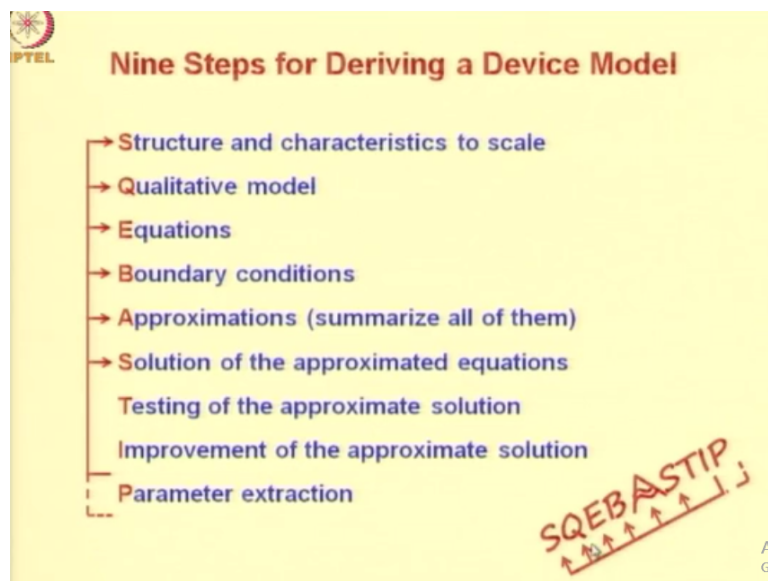 IPTEL
Nine Steps for Deriving a Device Model
Structure and characteristics to scale
Qualitative model
Equations
Boundary conditions
Approximations (summarize all of them)
Solution of the approximated equations
Testing of the approximate solution
Improvement of the approximate solution
Parameter extraction
SQEBASTIP
A
G